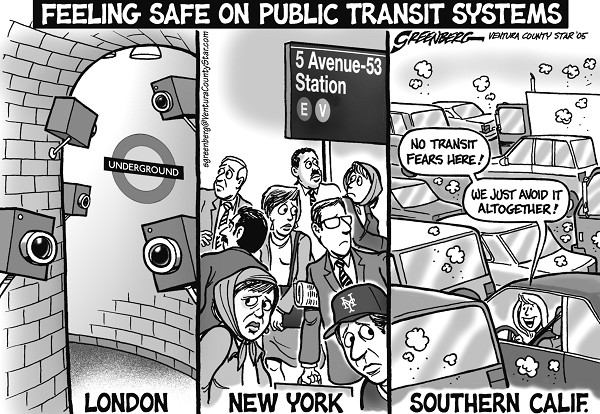 FEELING SAFE ON PUBLIC TRANSIT SYSTEMS
UNDERGROUND
LONDON
sgreenberg@VenturaCountyStar.com
5 Avenue-53
Station
E V
NY
NEW YORK
GREENBERG VENTURA COUNTY STAR '05
NO TRANSIT
FEARS HERE!
WE JUST AVOID IT
ALTOGETHER!
SOUTHERN CALIF.